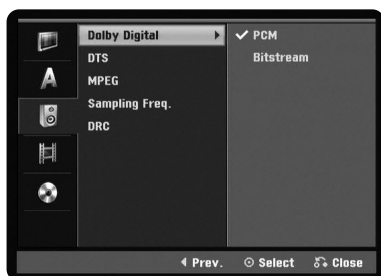 Dolby Digital
DTS
MPEG
Sampling Freq.
DRC
PCM
Bitstream
Prev. Select Close